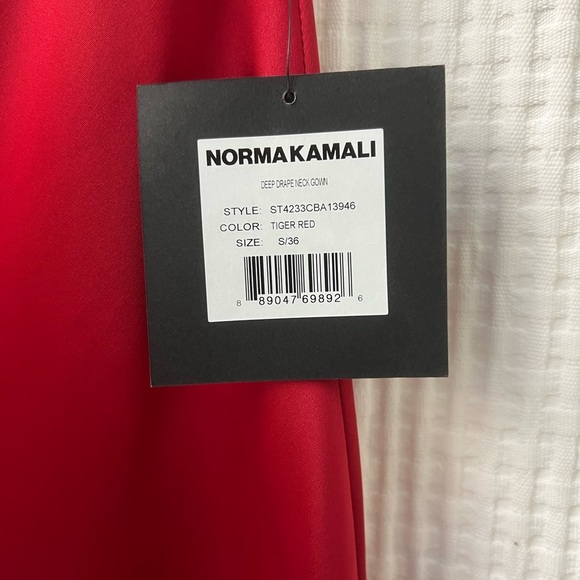 NORMA KAMALI
DEEP DRAPE NECK GOWN
STYLE: ST4233CBA13946
COLOR: TIGER RED
SIZE: S/36
8 89047 69892 6